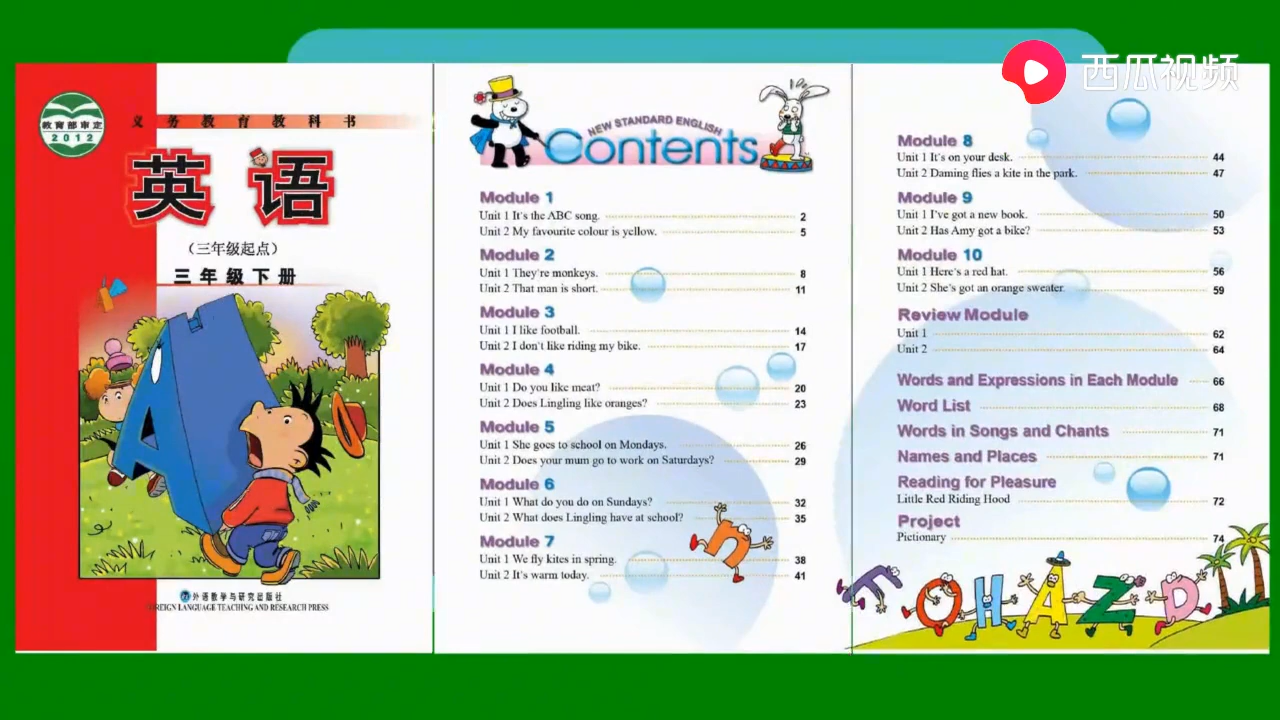 西瓜视频
教育部审定
2012
义务教育教科书
英语
（三年级起点）
三年级下册
A
外语教学与研究出版社
FOREIGN LANGUAGE TEACHING AND RESEARCH PRESS
NEW STANDARD ENGLISH
Contents
Module 1
Unit 1 It's the ABC song. 2
Unit 2 My favourite colour is yellow. 5
Module 2
Unit 1 They're monkeys. 8
Unit 2 That man is short. 11
Module 3
Unit 1 I like football. 14
Unit 2 I don't like riding my bike. 17
Module 4
Unit 1 Do you like meat? 20
Unit 2 Does Lingling like oranges? 23
Module 5
Unit 1 She goes to school on Mondays. 26
Unit 2 Does your mum go to work on Saturdays? 29
Module 6
Unit 1 What do you do on Sundays? 32
Unit 2 What does Lingling have at school? 35
Module 7
Unit 1 We fly kites in spring. 38
Unit 2 It's warm today. 41
n
Module 8
Unit 1 It's on your desk. 44
Unit 2 Daming flies a kite in the park. 47
Module 9
Unit 1 I've got a new book. 50
Unit 2 Has Amy got a bike? 53
Module 10
Unit 1 Here's a red hat. 56
Unit 2 She's got an orange sweater. 59
Review Module
Unit 1 62
Unit 2 64
Words and Expressions in Each Module 66
Word List 68
Words in Songs and Chants 71
Names and Places 71
Reading for Pleasure
Little Red Riding Hood 72
Project
Pictionary 74
T O H A Z D